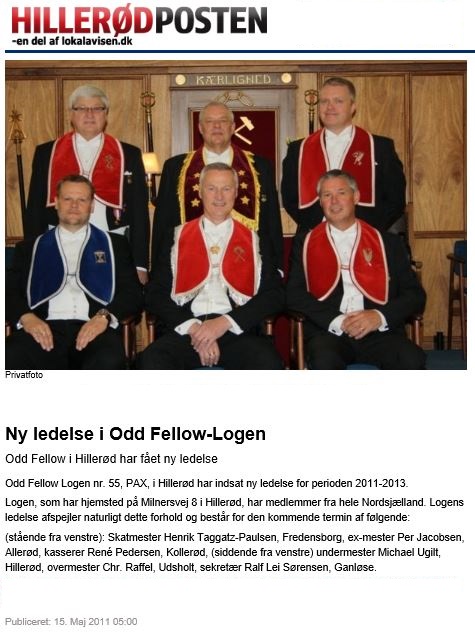 HILLERØDPOSTEN
-en del af lokalavisen.dk
KÆRLIGHED
Privatfoto
Ny ledelse i Odd Fellow-Logen
Odd Fellow i Hillerød har fået ny ledelse
Odd Fellow Logen nr. 55, PAX, i Hillerød har indsat ny ledelse for perioden 2011-2013.
Logen, som har hjemsted på Milnersvej 8 i Hillerød, har medlemmer fra hele Nordsjælland. Logens
ledelse afspejler naturligt dette forhold og består for den kommende termin af følgende:
(stående fra venstre): Skatmester Henrik Taggatz-Paulsen, Fredensborg, ex-mester Per Jacobsen,
Allerød, kasserer René Pedersen, Kollerød, (siddende fra venstre) undermester Michael Ugilt,
Hillerød, overmester Chr. Raffel, Udsholt, sekretær Ralf Lei Sørensen, Ganløse.
Publiceret: 15. Maj 2011 05:00